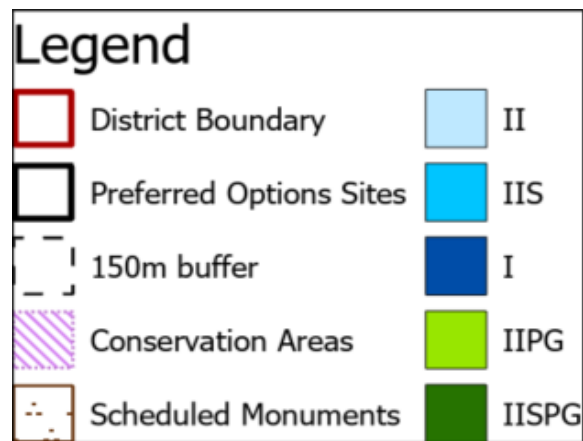 Legend
District Boundary
Preferred Options Sites
150m buffer
Conservation Areas
Scheduled Monuments
II
IIS
I
IIPG
IISPG